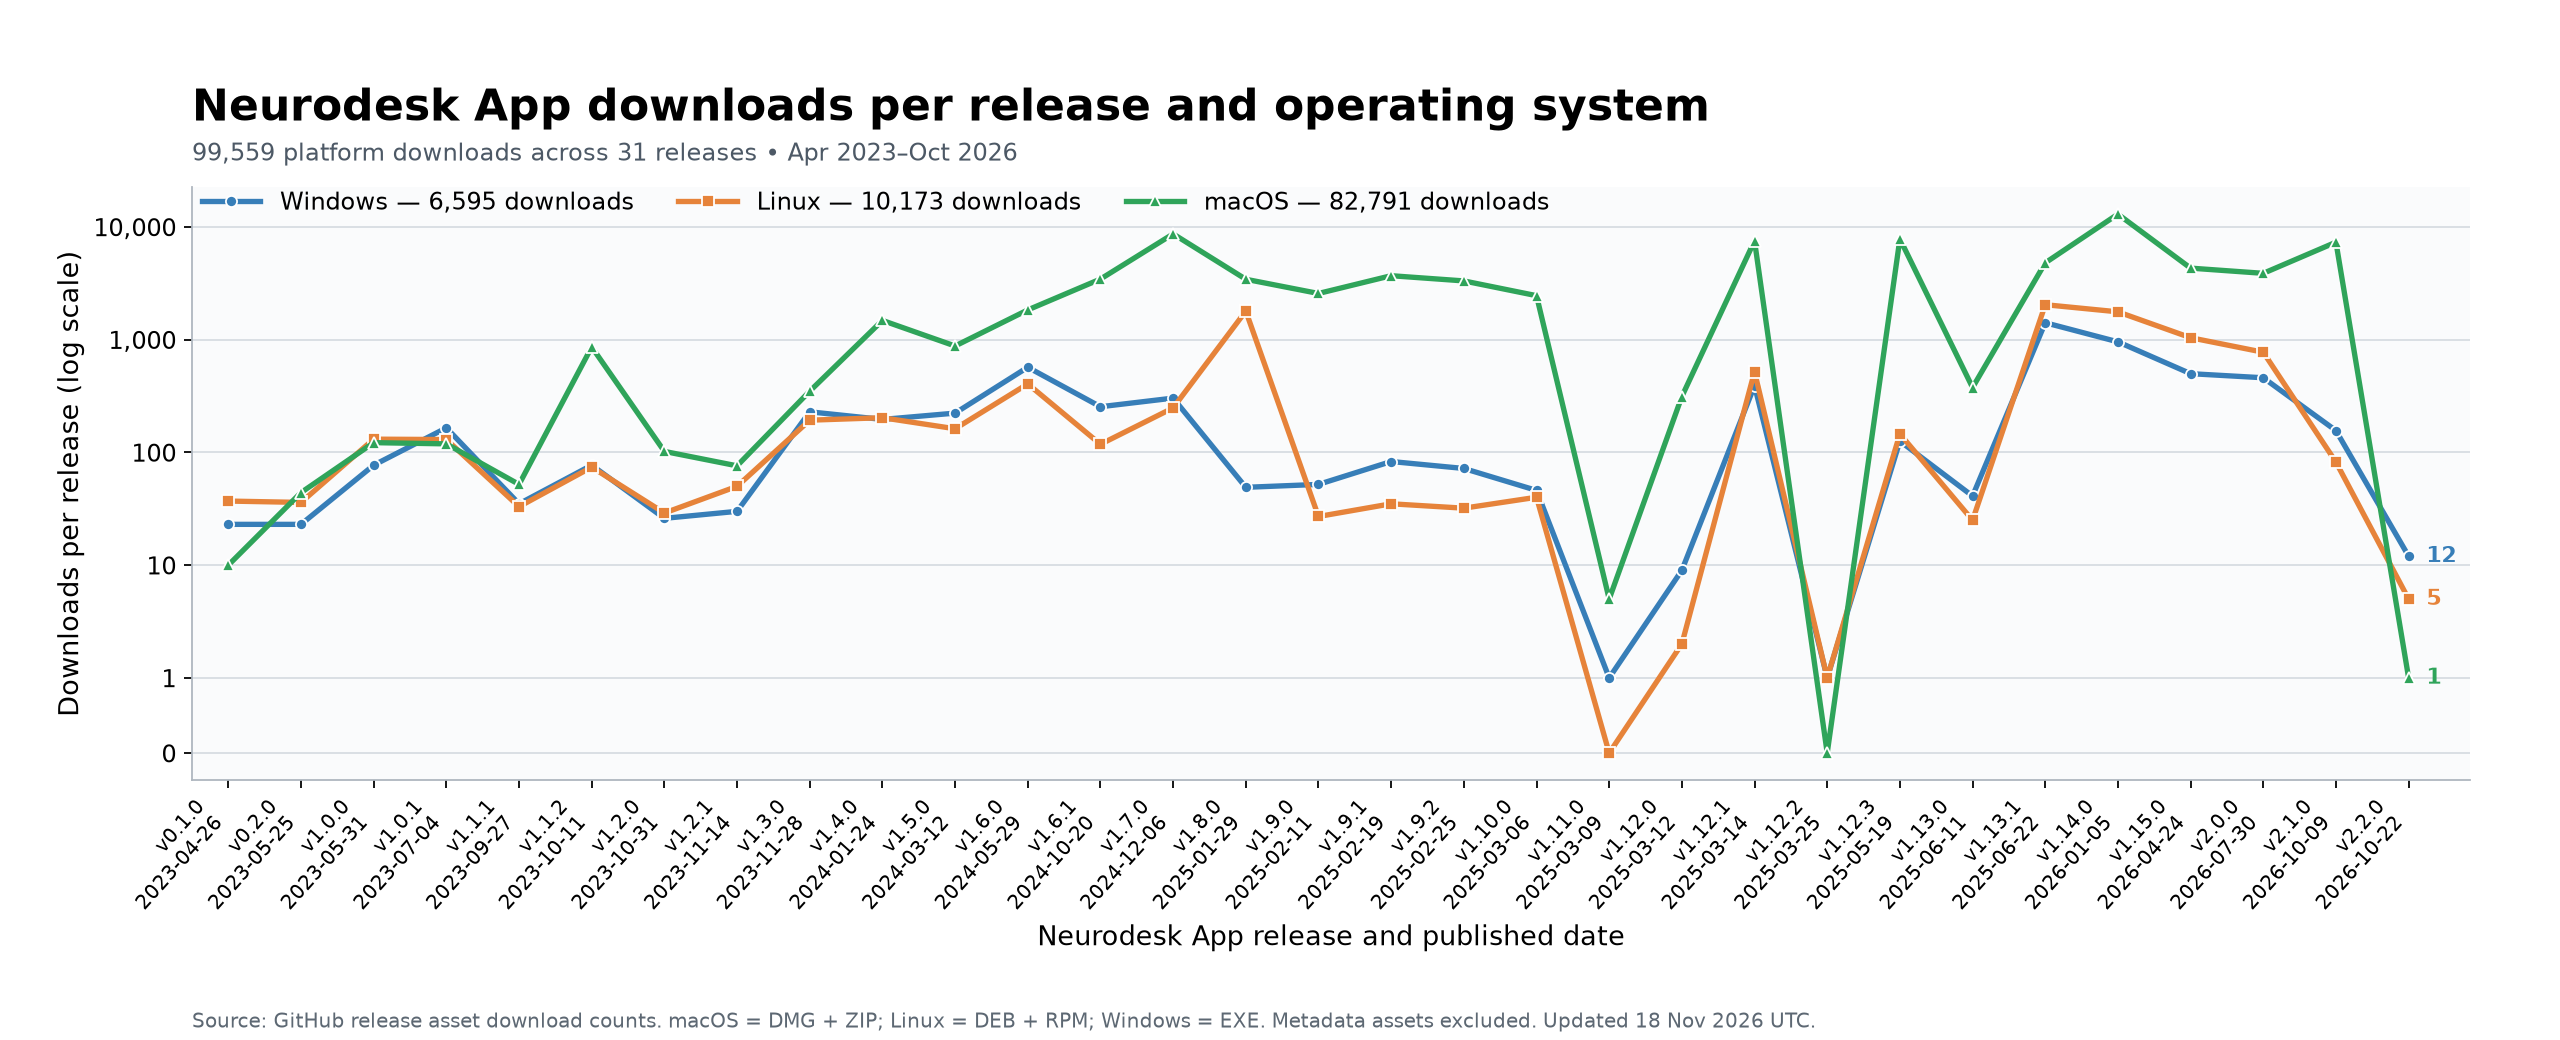 Neurodesk App downloads per release and operating system
99,559 platform downloads across 31 releases • Apr 2023–Oct 2026
Windows — 6,595 downloads
Linux — 10,173 downloads
macOS — 82,791 downloads
Downloads per release (log scale)
10,000
1,000
100
10
1
0
12
5
1
v0.1.0
2023-04-26
v0.2.0
2023-05-25
v1.0.0
2023-05-31
v1.0.1
2023-07-04
v1.1.1
2023-09-27
v1.1.2
2023-10-11
v1.2.0
2023-10-31
v1.2.1
2023-11-14
v1.3.0
2023-11-28
v1.4.0
2024-01-24
v1.5.0
2024-03-12
v1.6.0
2024-05-29
v1.6.1
2024-10-20
v1.7.0
2024-12-06
v1.8.0
2025-01-29
v1.9.0
2025-02-11
v1.9.1
2025-02-19
v1.9.2
2025-02-25
v1.10.0
2025-03-06
v1.11.0
2025-03-09
v1.12.0
2025-03-12
v1.12.1
2025-03-14
v1.12.2
2025-03-25
v1.12.3
2025-05-19
v1.13.0
2025-06-11
v1.13.1
2025-06-22
v1.14.0
2026-01-05
v1.15.0
2026-04-24
v2.0.0
2026-07-30
v2.1.0
2026-10-09
v2.2.0
2026-10-22
Neurodesk App release and published date
Source: GitHub release asset download counts. macOS = DMG + ZIP; Linux = DEB + RPM; Windows = EXE. Metadata assets excluded. Updated 18 Nov 2026 UTC.